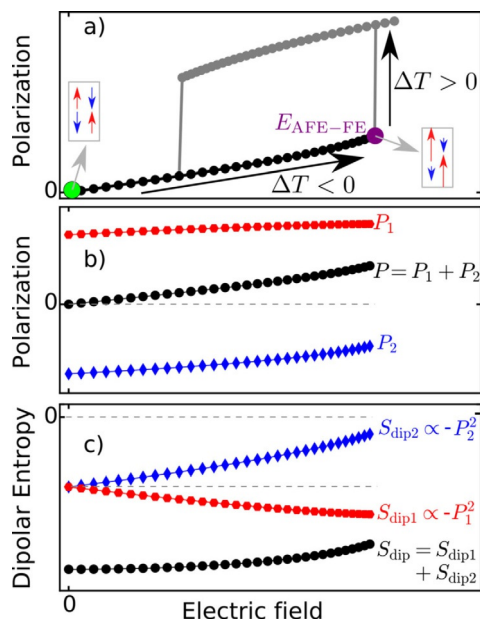 a)
Polarization
ΔT > 0
E_AFE−FE
ΔT < 0
0
b)
Polarization
P_1
P = P_1 + P_2
0
P_2
c)
Dipolar Entropy
0
S_dip2 ∝ -P_2^2
S_dip1 ∝ -P_1^2
S_dip = S_dip1
+ S_dip2
0
Electric field